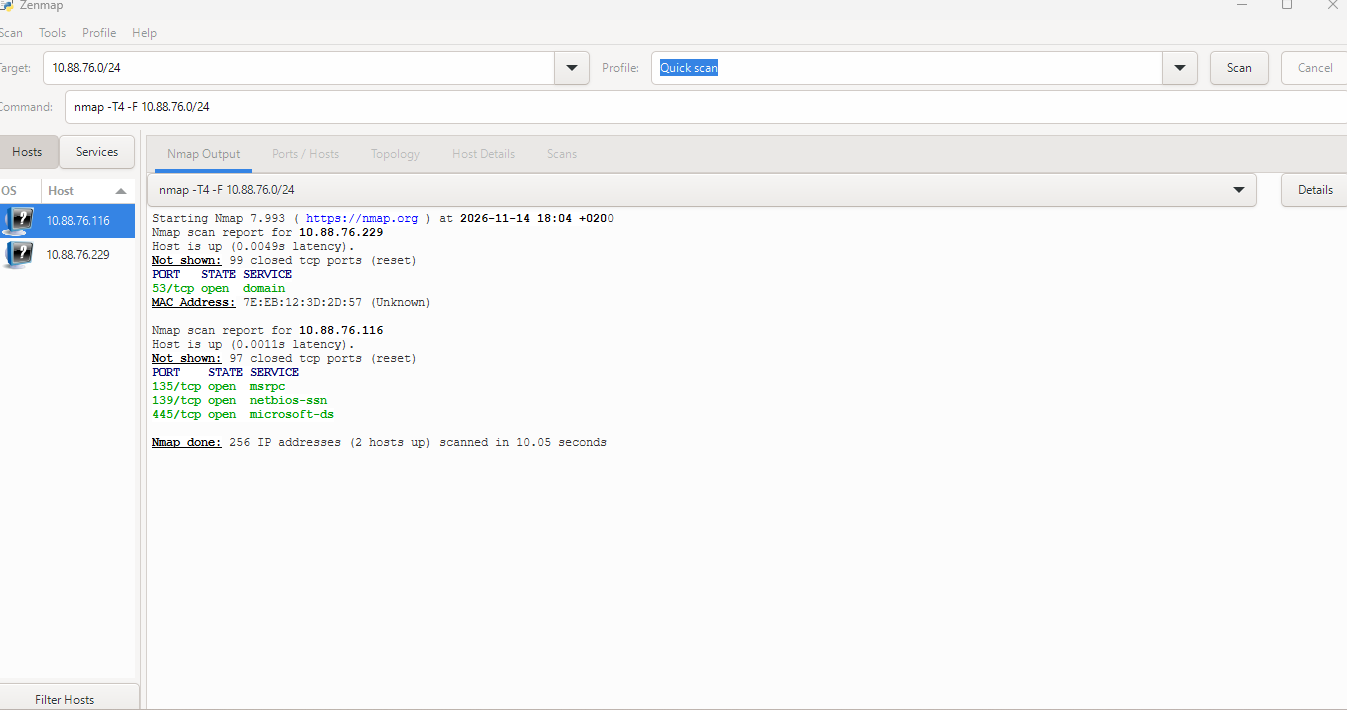 Zenmap
Scan Tools Profile Help
Target: 10.88.76.0/24 Profile: Quick scan Scan Cancel
Command: nmap -T4 -F 10.88.76.0/24
Hosts Services
Nmap Output Ports / Hosts Topology Host Details Scans
OS Host
10.88.76.116
10.88.76.229
Filter Hosts
nmap -T4 -F 10.88.76.0/24 Details
Starting Nmap 7.993 ( https://nmap.org ) at 2026-11-14 18:04 +0200
Nmap scan report for 10.88.76.229
Host is up (0.0049s latency).
Not shown: 99 closed tcp ports (reset)
PORT STATE SERVICE
53/tcp open domain
MAC Address: 7E:EB:12:3D:2D:57 (Unknown)
Nmap scan report for 10.88.76.116
Host is up (0.0011s latency).
Not shown: 97 closed tcp ports (reset)
PORT STATE SERVICE
135/tcp open msrpc
139/tcp open netbios-ssn
445/tcp open microsoft-ds
Nmap done: 256 IP addresses (2 hosts up) scanned in 10.05 seconds